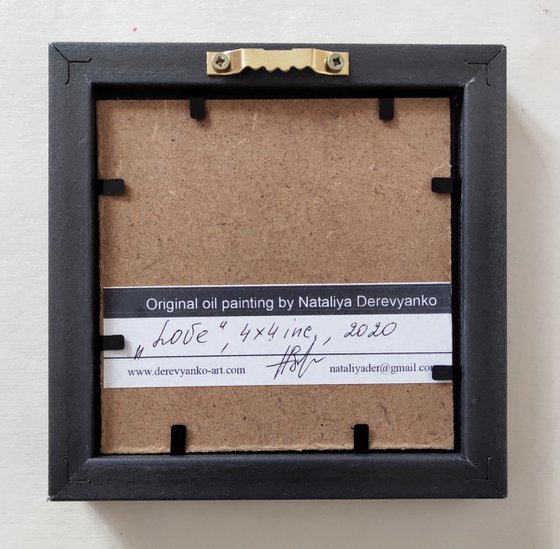 Original oil painting by Nataliya Derevyanko
„Love“, 4x4 inc., 2020
www.derevyanko-art.com nataliyader@gmail.com